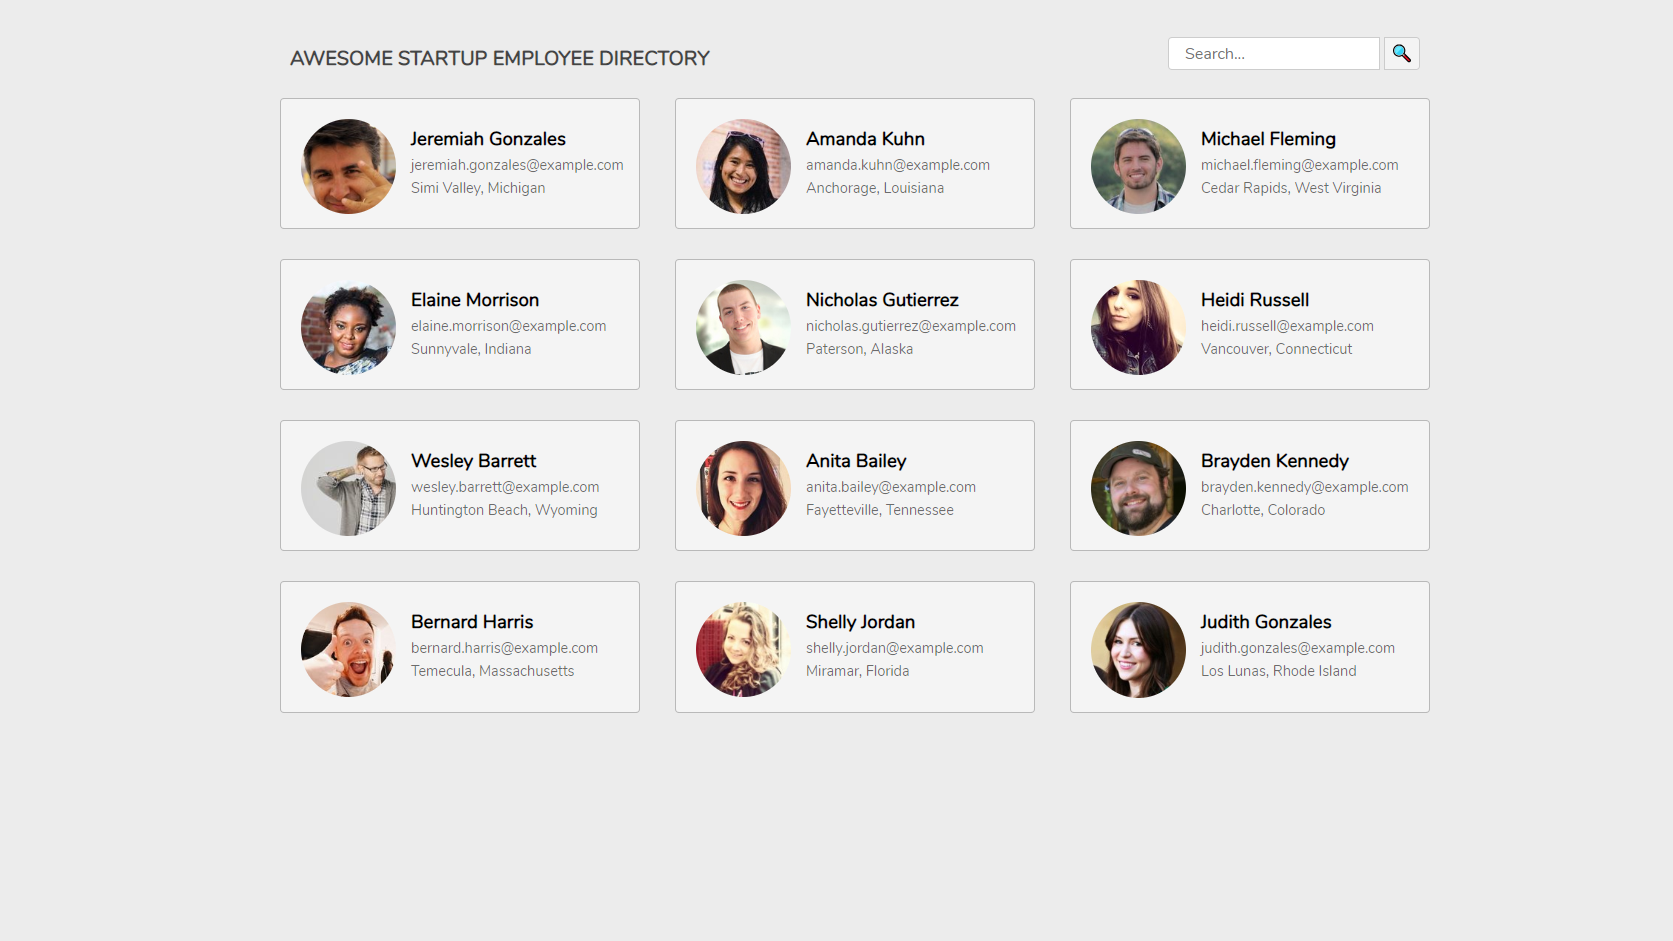 AWESOME STARTUP EMPLOYEE DIRECTORY
Search...
Jeremiah Gonzales
jeremiah.gonzales@example.com
Simi Valley, Michigan
Amanda Kuhn
amanda.kuhn@example.com
Anchorage, Louisiana
Michael Fleming
michael.fleming@example.com
Cedar Rapids, West Virginia
Elaine Morrison
elaine.morrison@example.com
Sunnyvale, Indiana
Nicholas Gutierrez
nicholas.gutierrez@example.com
Paterson, Alaska
Heidi Russell
heidi.russell@example.com
Vancouver, Connecticut
Wesley Barrett
wesley.barrett@example.com
Huntington Beach, Wyoming
Anita Bailey
anita.bailey@example.com
Fayetteville, Tennessee
Brayden Kennedy
brayden.kennedy@example.com
Charlotte, Colorado
Bernard Harris
bernard.harris@example.com
Temecula, Massachusetts
Shelly Jordan
shelly.jordan@example.com
Miramar, Florida
Judith Gonzales
judith.gonzales@example.com
Los Lunas, Rhode Island